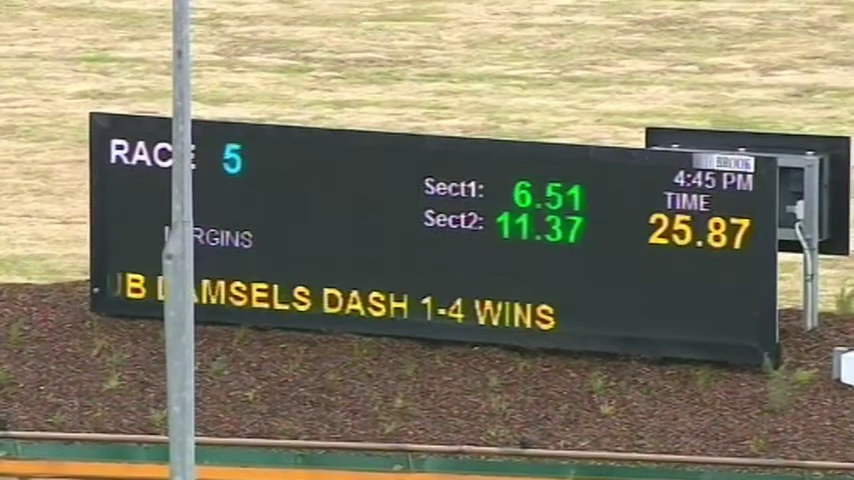 RACE 5
Sect1: 6.51
Sect2: 11.37
4:45 PM
TIME
25.87
MARGINS
DAMSELS DASH 1-4 WINS